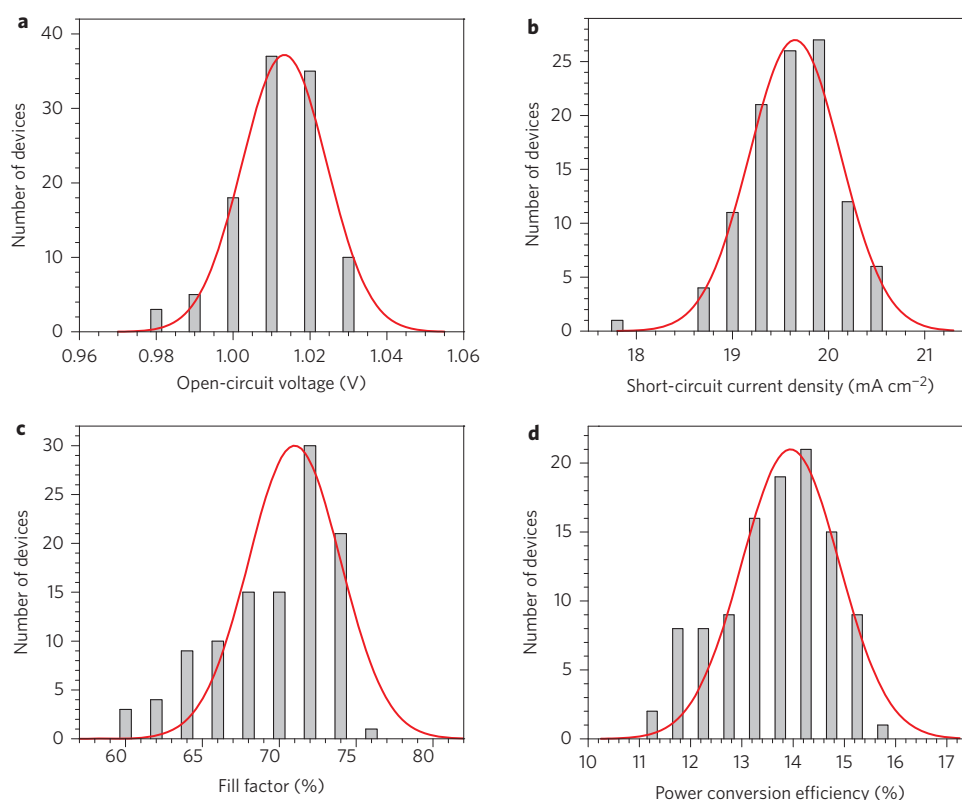 a
40
30
20
10
0
0.96 0.98 1.00 1.02 1.04 1.06
Number of devices
Open-circuit voltage (V)
b
25
20
15
10
5
0
18 19 20 21
Number of devices
Short-circuit current density (mA cm⁻²)
c
30
25
20
15
10
5
0
60 65 70 75 80
Number of devices
Fill factor (%)
d
20
15
10
5
0
10 11 12 13 14 15 16 17
Number of devices
Power conversion efficiency (%)